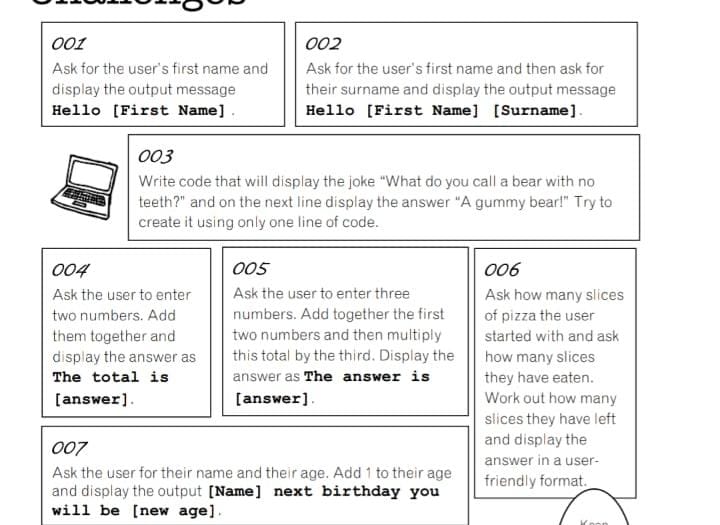 001
Ask for the user's first name and
display the output message
Hello [First Name].
002
Ask for the user's first name and then ask for
their surname and display the output message
Hello [First Name] [Surname].
003
Write code that will display the joke “What do you call a bear with no
teeth?” and on the next line display the answer “A gummy bear!” Try to
create it using only one line of code.
004
Ask the user to enter
two numbers. Add
them together and
display the answer as
The total is
[answer].
005
Ask the user to enter three
numbers. Add together the first
two numbers and then multiply
this total by the third. Display the
answer as The answer is
[answer].
006
Ask how many slices
of pizza the user
started with and ask
how many slices
they have eaten.
Work out how many
slices they have left
and display the
answer in a user-
friendly format.
007
Ask the user for their name and their age. Add 1 to their age
and display the output [Name] next birthday you
will be [new age].